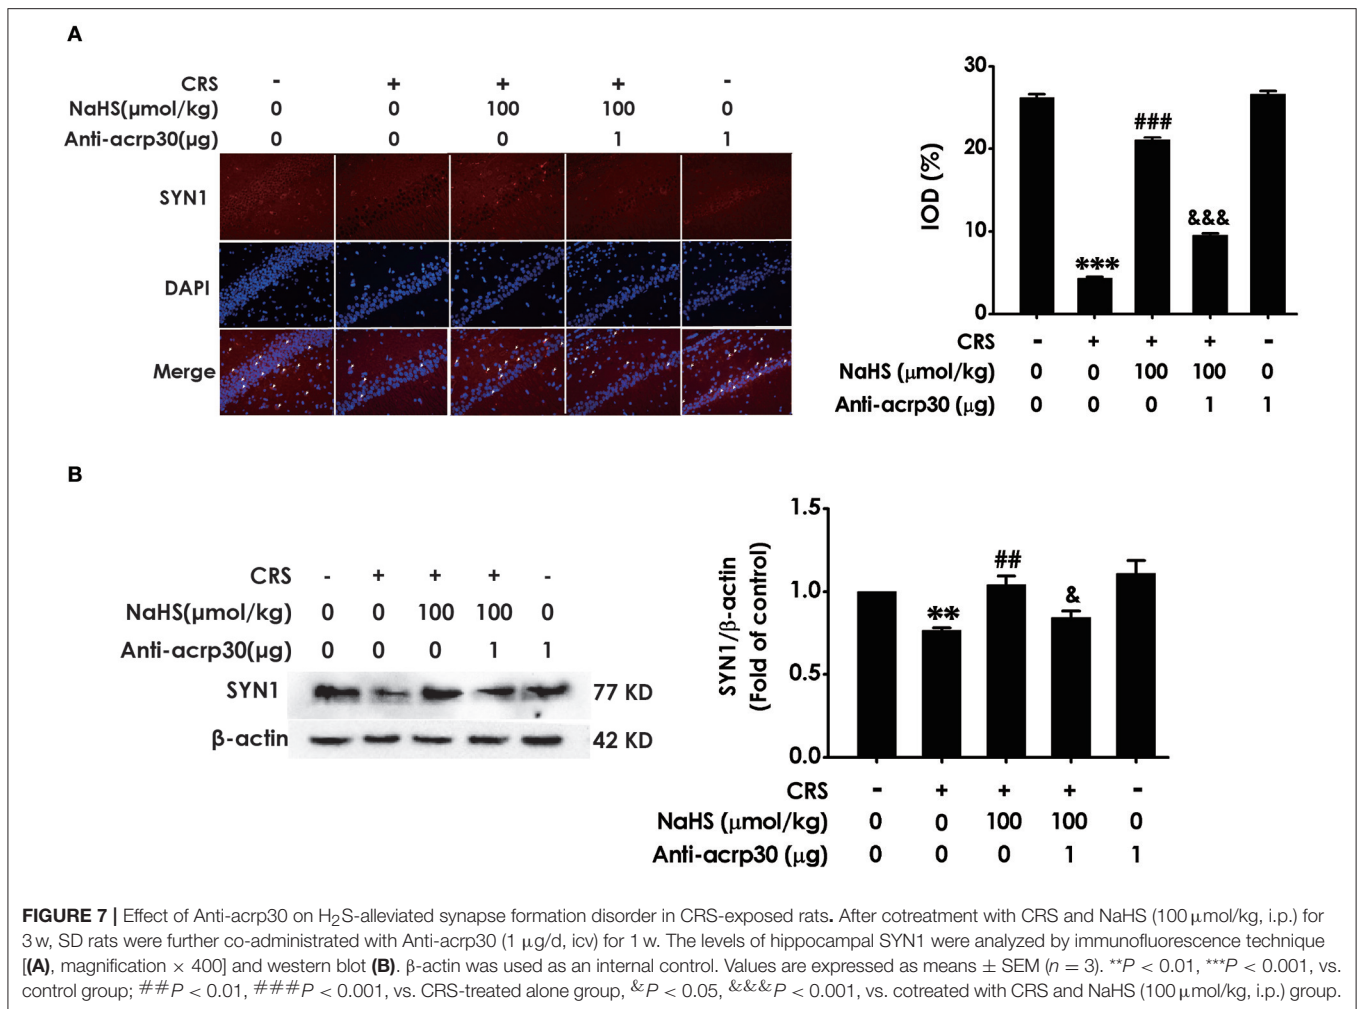 A
CRS - + + + -
NaHS(µmol/kg) 0 0 100 100 0
Anti-acrp30(µg) 0 0 0 1 1
SYN1
DAPI
Merge
30
20
10
0
IOD (%)
***
###
&&&
CRS - + + + -
NaHS (µmol/kg) 0 0 100 100 0
Anti-acrp30 (µg) 0 0 0 1 1
B
CRS - + + + -
NaHS(µmol/kg) 0 0 100 100 0
Anti-acrp30(µg) 0 0 0 1 1
SYN1 77 KD
β-actin 42 KD
1.5
1.0
0.5
0.0
SYN1/β-actin
(Fold of control)
**
##
&
CRS - + + + -
NaHS (µmol/kg) 0 0 100 100 0
Anti-acrp30 (µg) 0 0 0 1 1
FIGURE 7 | Effect of Anti-acrp30 on H₂S-alleviated synapse formation disorder in CRS-exposed rats. After cotreatment with CRS and NaHS (100 µmol/kg, i.p.) for
3 w, SD rats were further co-administrated with Anti-acrp30 (1 µg/d, icv) for 1 w. The levels of hippocampal SYN1 were analyzed by immunofluorescence technique
[(A), magnification × 400] and western blot (B). β-actin was used as an internal control. Values are expressed as means ± SEM (n = 3). **P < 0.01, ***P < 0.001, vs.
control group; ##P < 0.01, ###P < 0.001, vs. CRS-treated alone group, &P < 0.05, &&&P < 0.001, vs. cotreated with CRS and NaHS (100 µmol/kg, i.p.) group.